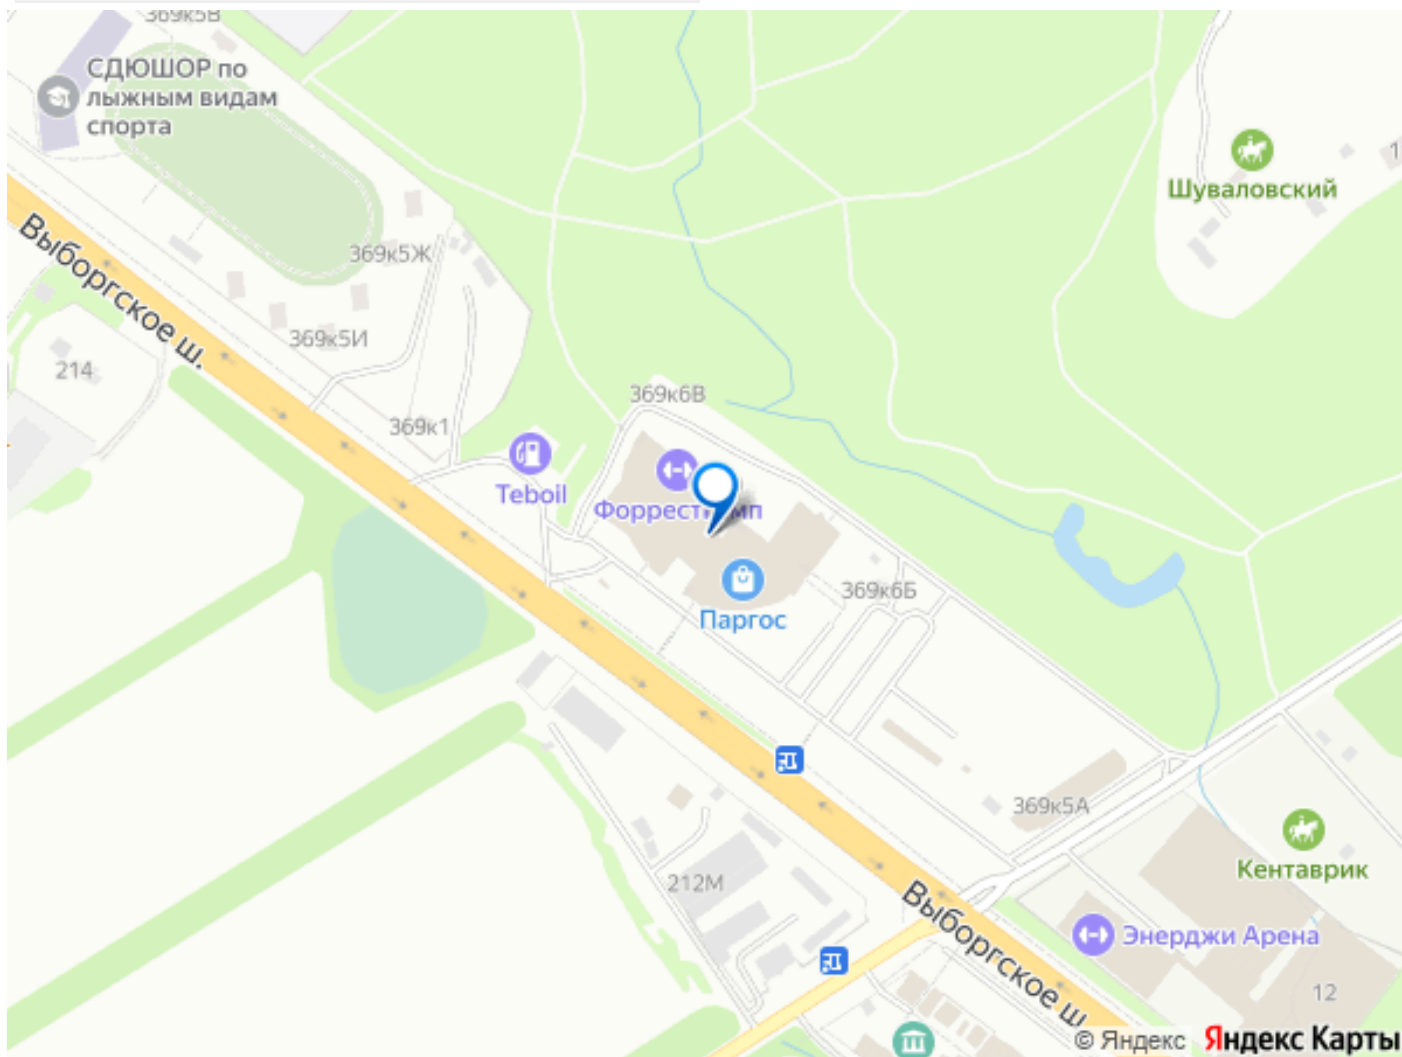 369к5В
СДЮШОР по
лыжным видам
спорта
Шуваловский
Выборгское ш.
369к5Ж
369к5И
214
369к6В
369к1
Teboil
Паргос
369к6Б
369к5А
Кентаврик
212М
Выборгское ш.
Энерджи Арена
12
© Яндекс
Яндекс Карты